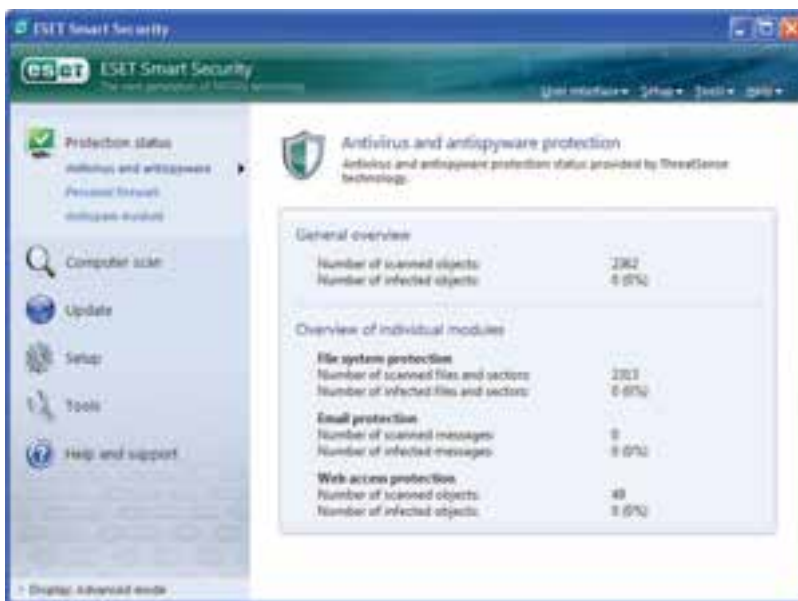 ESET Smart Security
eset ESET Smart Security
User interface Setup Tools Help
Protection status
Antivirus and antispyware
Personal firewall
Antispam module
Computer scan
Update
Setup
Tools
Help and support
Display: Advanced mode
Antivirus and antispyware protection
Antivirus and antispyware protection status provided by ThreatSense
technology.
General overview
Number of scanned objects:
Number of infected objects: 0 (0%)
Overview of individual modules
File system protection
Number of scanned files and sectors:
Number of infected files and sectors: 0 (0%)
Email protection
Number of scanned messages: 0
Number of infected messages: 0 (0%)
Web access protection
Number of scanned objects: 49
Number of infected objects: 0 (0%)